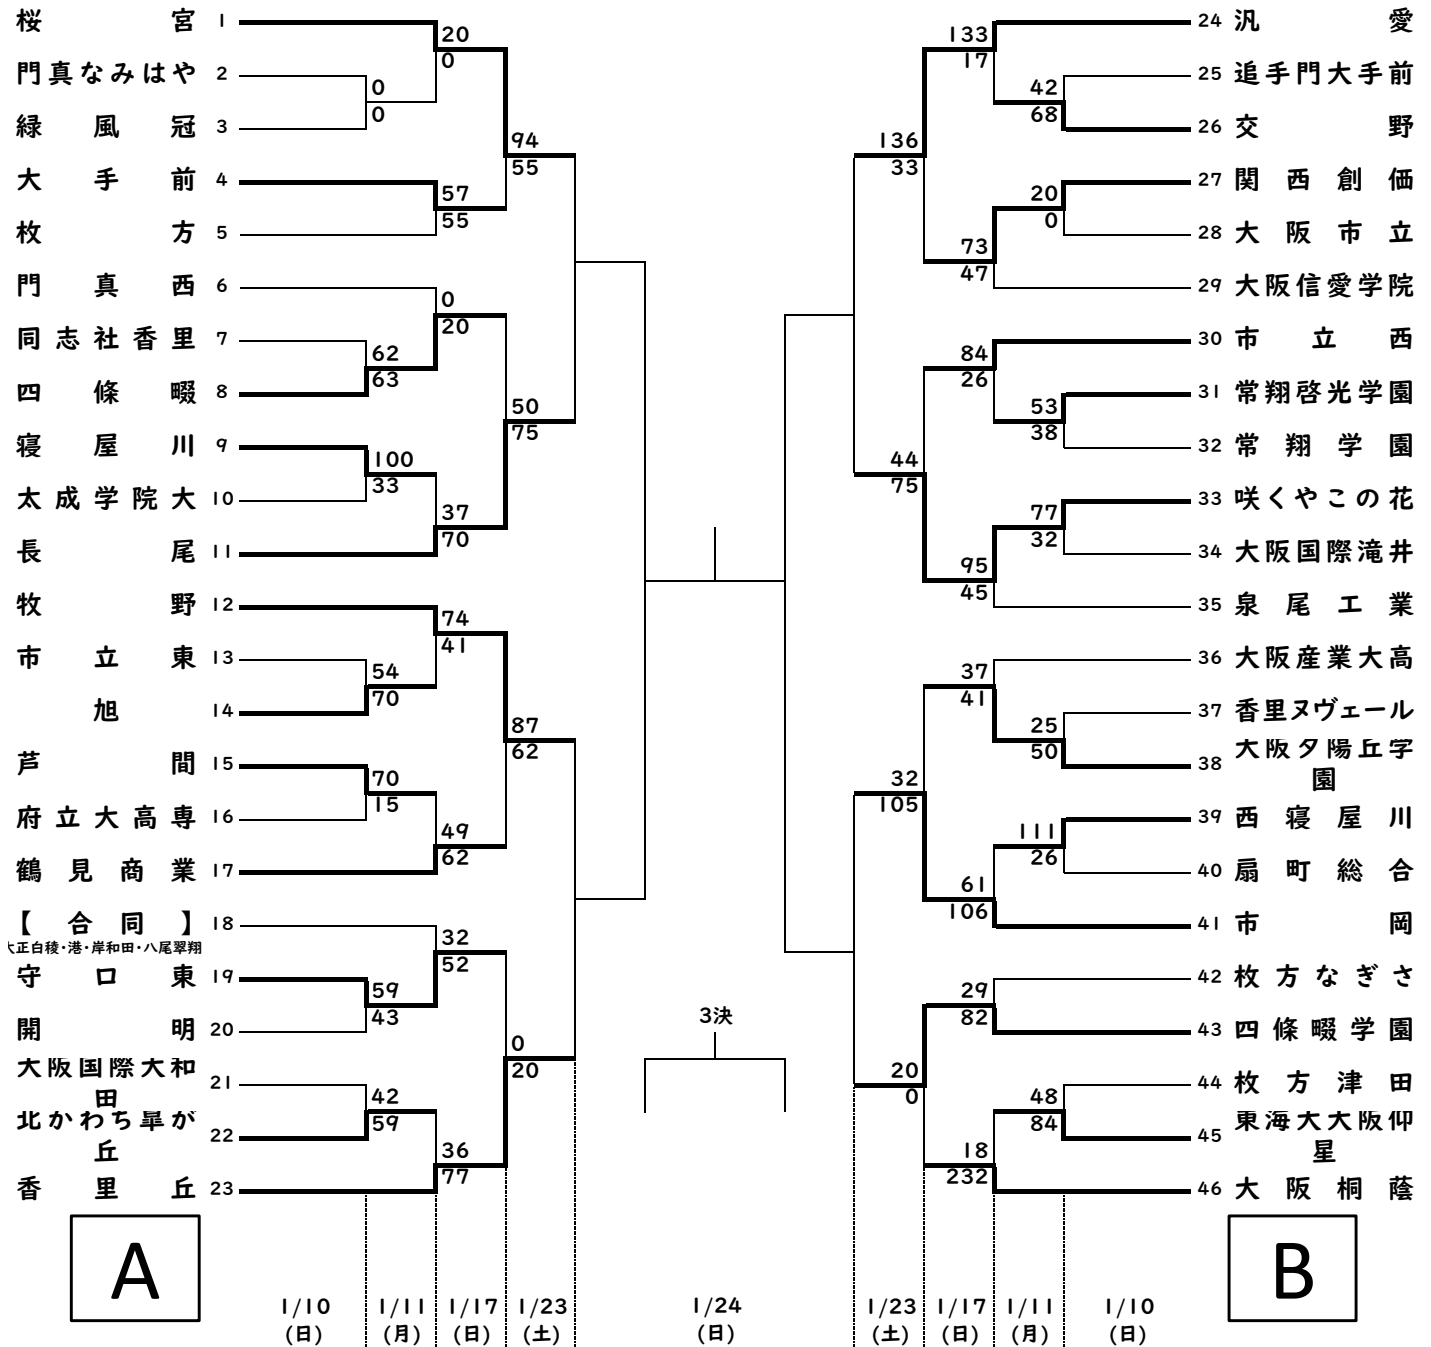 桜宮 1
門真なみはや 2
緑風冠 3
大手前 4
枚方 5
門真西 6
同志社香里 7
四條畷 8
寝屋川 9
太成学院大 10
長尾 11
牧野 12
市立東 13
旭 14
芦間 15
府立大高専 16
鶴見商業 17
【合同】 18
大正白稜・港・岸和田・八尾翠翔
守口東 19
開明 20
大阪国際大和
田 21
北かわち皐が
丘 22
香里丘 23
0
0
62
63
100
33
54
70
70
15
59
43
42
59
20
0
57
55
0
20
37
70
74
41
49
62
32
52
36
77
94
55
50
75
87
62
0
20
3決
136
33
44
75
32
105
20
0
133
17
73
47
84
26
95
45
37
41
61
106
29
82
18
232
42
68
20
0
53
38
77
32
25
50
111
26
48
84
24 汎愛
25 追手門大手前
26 交野
27 関西創価
28 大阪市立
29 大阪信愛学院
30 市立西
31 常翔啓光学園
32 常翔学園
33 咲くやこの花
34 大阪国際滝井
35 泉尾工業
36 大阪産業大高
37 香里ヌヴェール
38 大阪夕陽丘学
園
39 西寝屋川
40 扇町総合
41 市岡
42 枚方なぎさ
43 四條畷学園
44 枚方津田
45 東海大大阪仰
星
46 大阪桐蔭
A
B
1/10 1/11 1/17 1/23 1/24 1/23 1/17 1/11 1/10
(日) (月) (日) (土) (日) (土) (日) (月) (日)